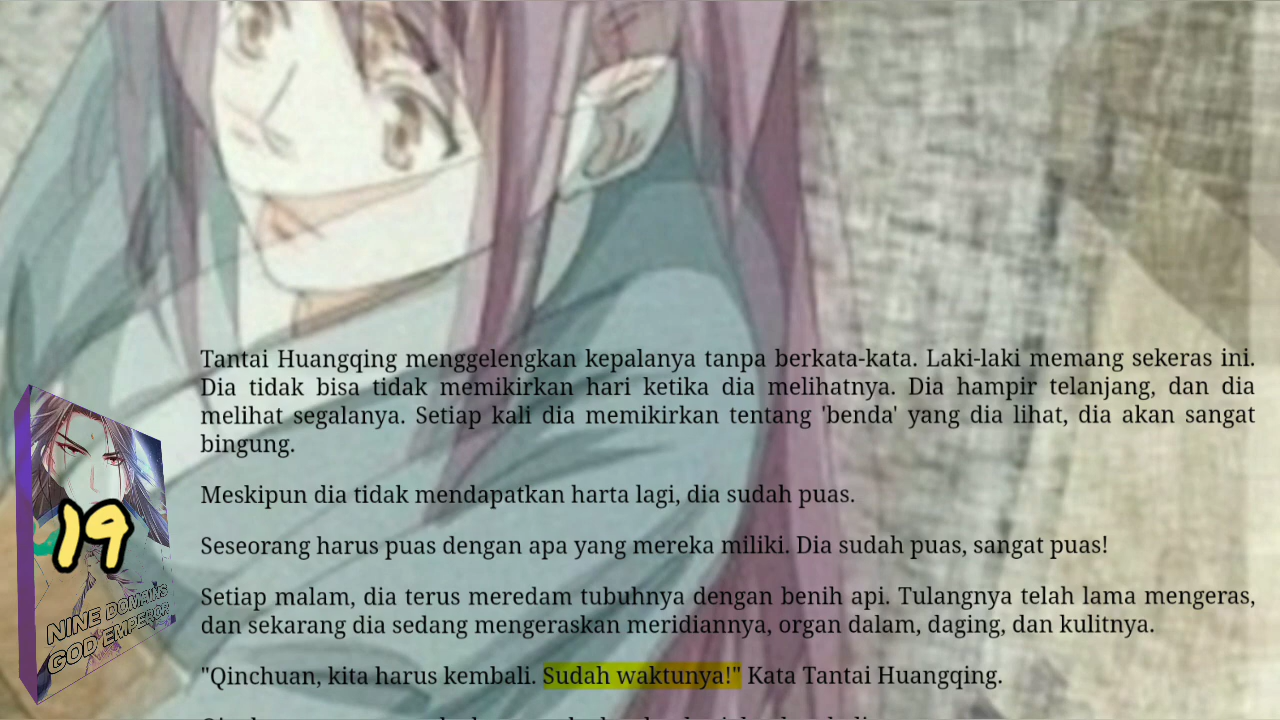 Tantai Huangqing menggelengkan kepalanya tanpa berkata-kata. Laki-laki memang sekeras ini.
Dia tidak bisa tidak memikirkan hari ketika dia melihatnya. Dia hampir telanjang, dan dia
melihat segalanya. Setiap kali dia memikirkan tentang 'benda' yang dia lihat, dia akan sangat
bingung.
Meskipun dia tidak mendapatkan harta lagi, dia sudah puas.
Seseorang harus puas dengan apa yang mereka miliki. Dia sudah puas, sangat puas!
Setiap malam, dia terus meredam tubuhnya dengan benih api. Tulangnya telah lama mengeras,
dan sekarang dia sedang mengeraskan meridiannya, organ dalam, daging, dan kulitnya.
"Qinchuan, kita harus kembali. Sudah waktunya!" Kata Tantai Huangqing.
19
NINE DOMAINS
GOD EMPEROR